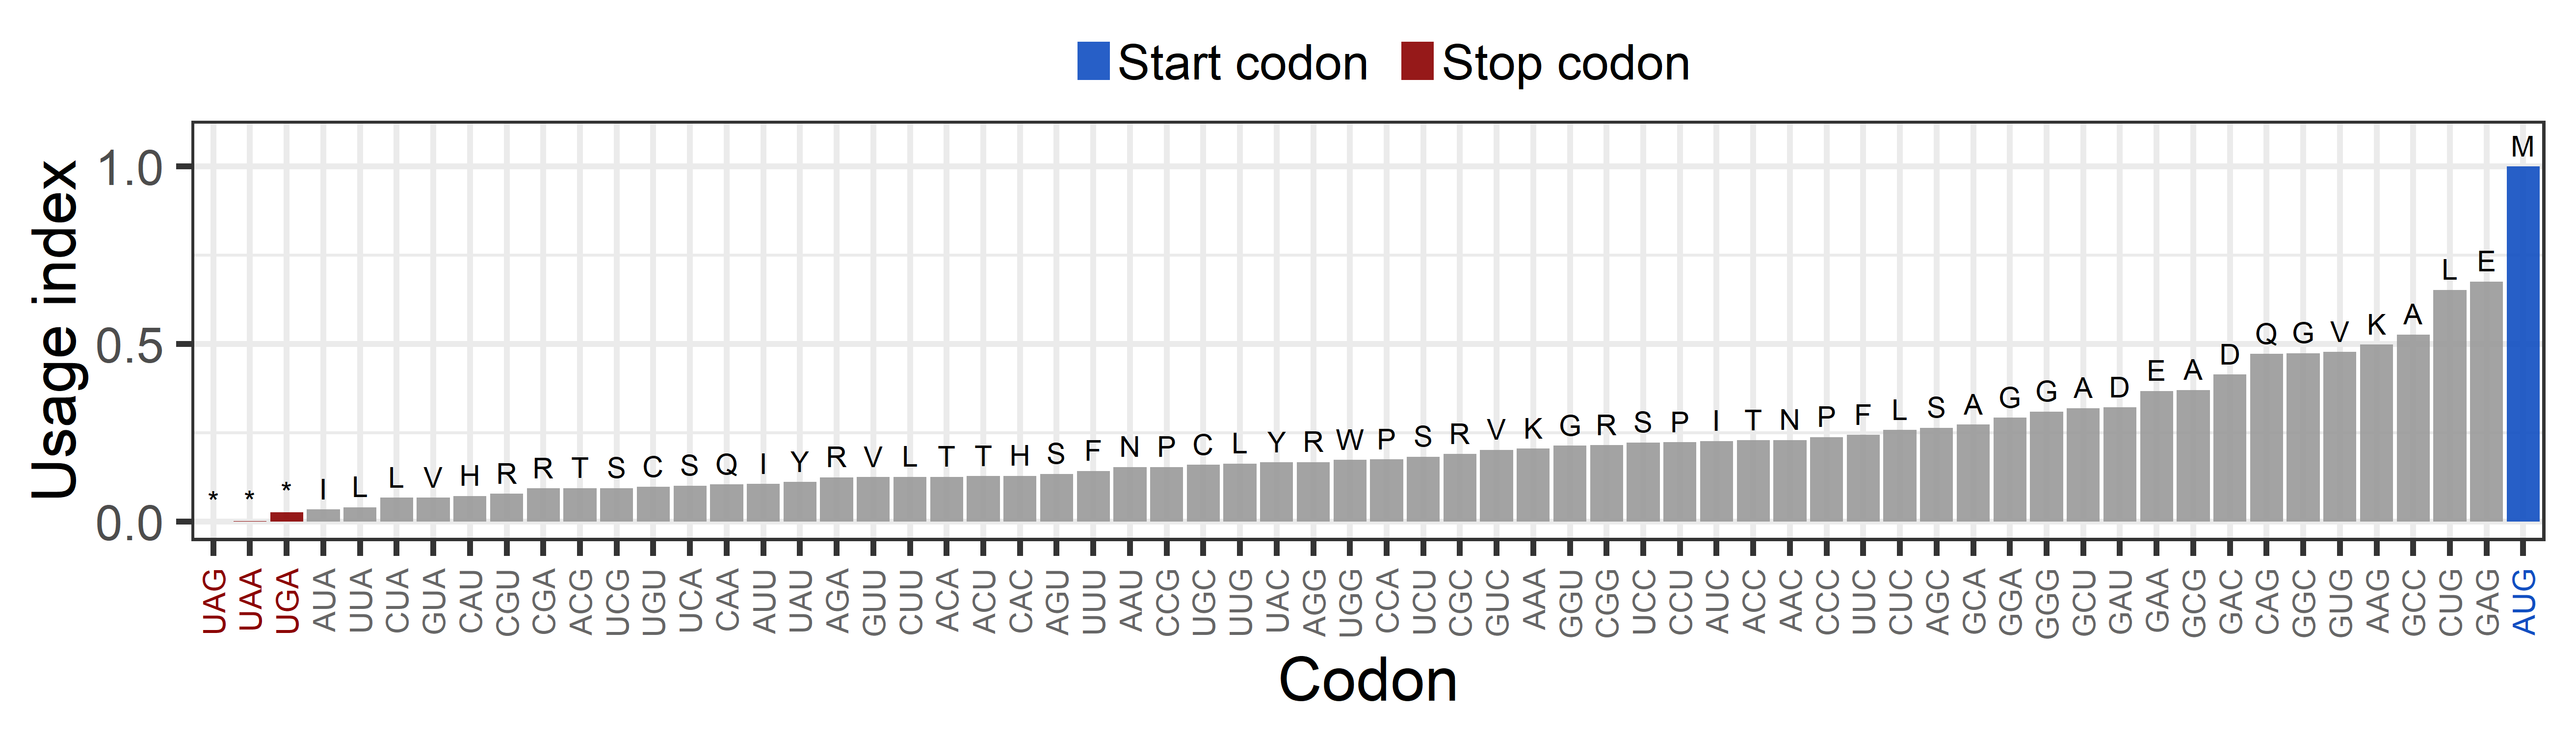 Start codon Stop codon
Usage index
1.0
0.5
0.0
* * * I L L V H R R T S C S Q I Y R V L T T H S F N P C L Y R W P S R V K G R S P I T N P F L S A G G A D E A D Q G V K A L E M
UAG UAA UGA AUA UUA CUA GUA CAU CGU CGA ACG UCG UGU UCA CAA AUU UAU AGA GUU CUU ACA ACU CAC AGU UUU AAU CCG UGC UUG UAC AGG UGG CCA UCU CGC GUC AAA GGU CGG UCC CCU AUC ACC AAC CCC UUC CUC AGC GCA GGA GGG GCU GAU GAA GCG GAC CAG GGC GUG AAG GCC CUG GAG AUG
Codon